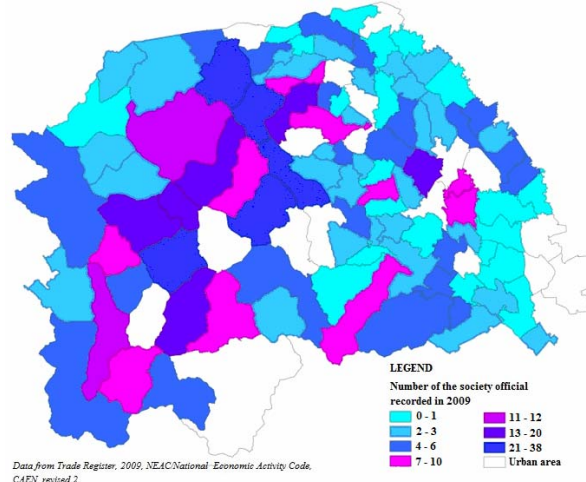 LEGEND
Number of the society official
recorded in 2009
0 - 1
2 - 3
4 - 6
7 - 10
11 - 12
13 - 20
21 - 38
Urban area
Data from Trade Register, 2009, NEAC/National Economic Activity Code,
CAEN, revised 2